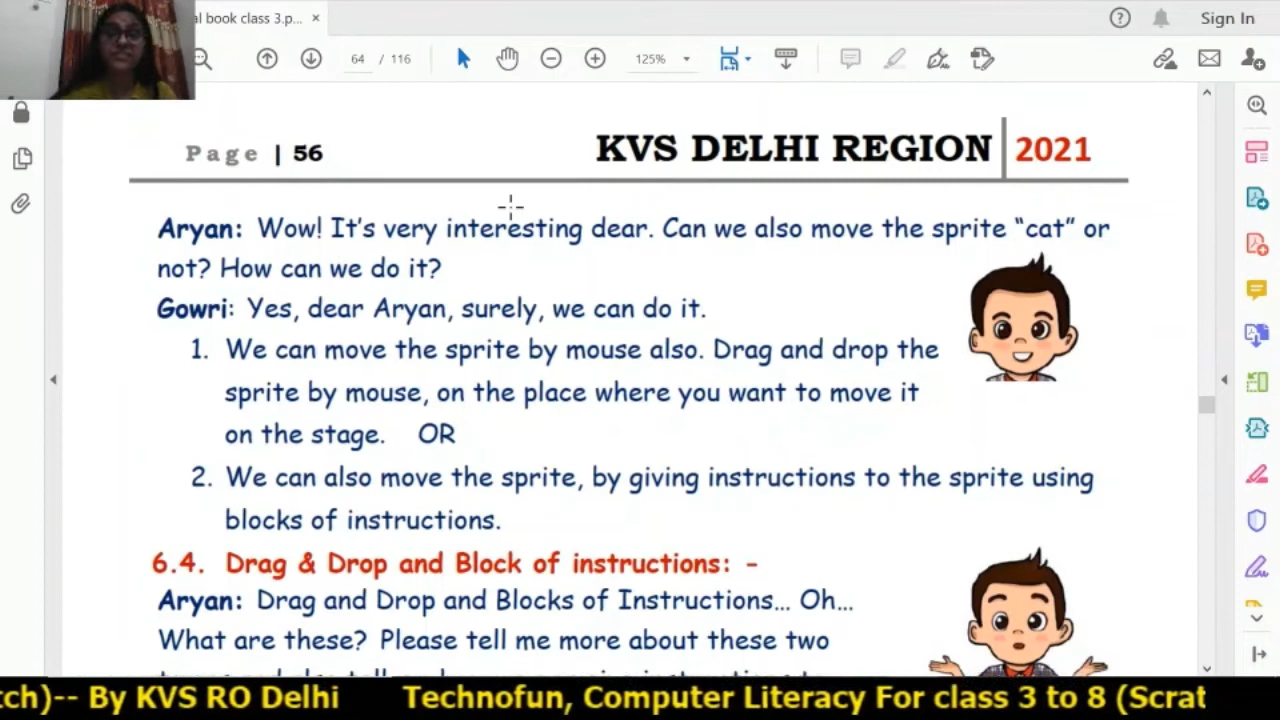 al book class 3.p... ×
Sign In
64 / 116
125%
Page | 56 KVS DELHI REGION 2021
Aryan: Wow! It's very interesting dear. Can we also move the sprite “cat” or
not? How can we do it?
Gowri: Yes, dear Aryan, surely, we can do it.
1. We can move the sprite by mouse also. Drag and drop the
sprite by mouse, on the place where you want to move it
on the stage. OR
2. We can also move the sprite, by giving instructions to the sprite using
blocks of instructions.
6.4. Drag & Drop and Block of instructions: -
Aryan: Drag and Drop and Blocks of Instructions... Oh...
What are these? Please tell me more about these two
tch)-- By KVS RO Delhi Technofun, Computer Literacy For class 3 to 8 (Scrat